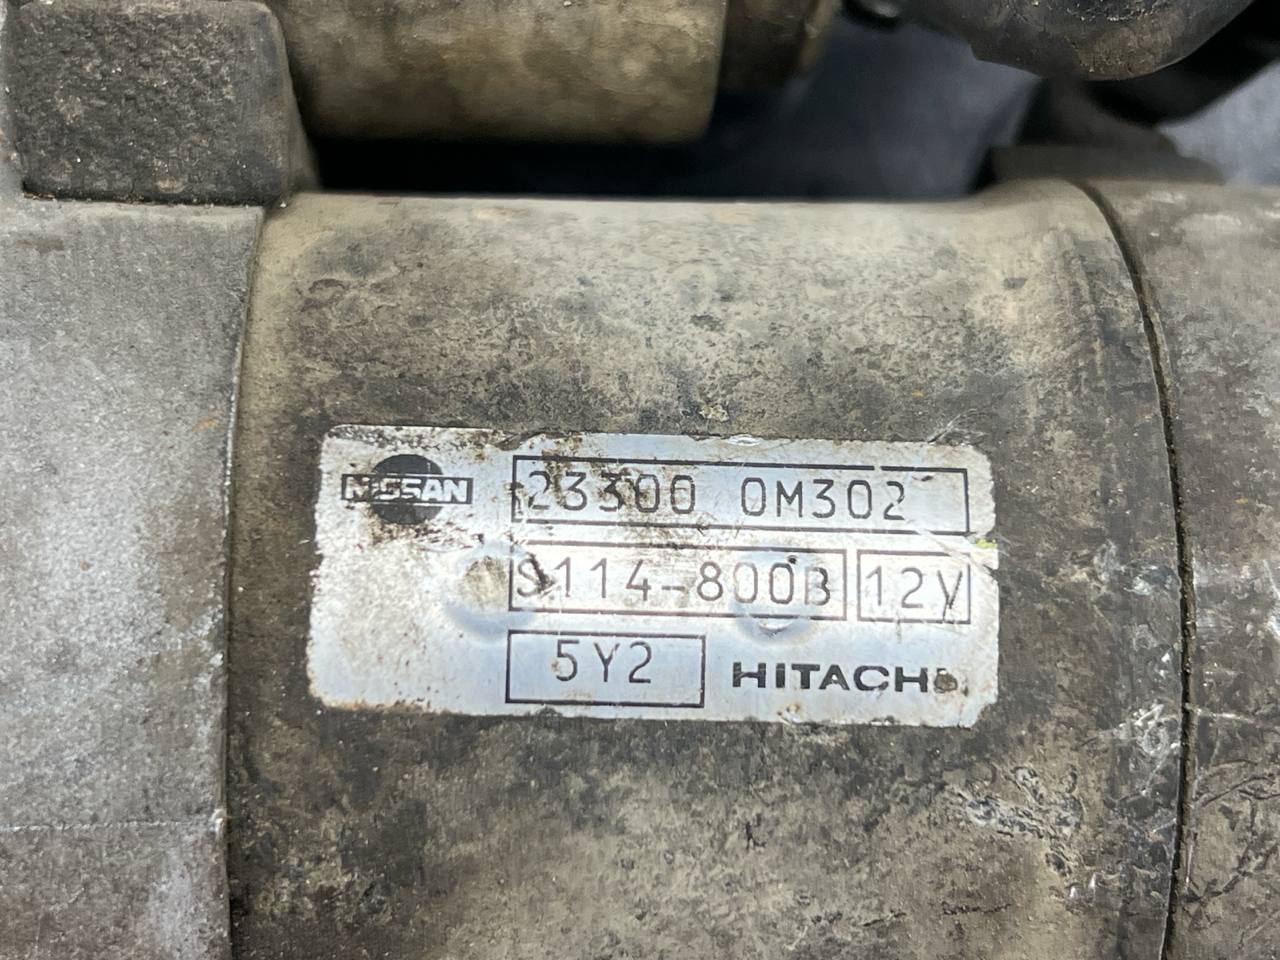 NISSAN
23300 0M302
S114-800B 12V
5Y2 HITACHI